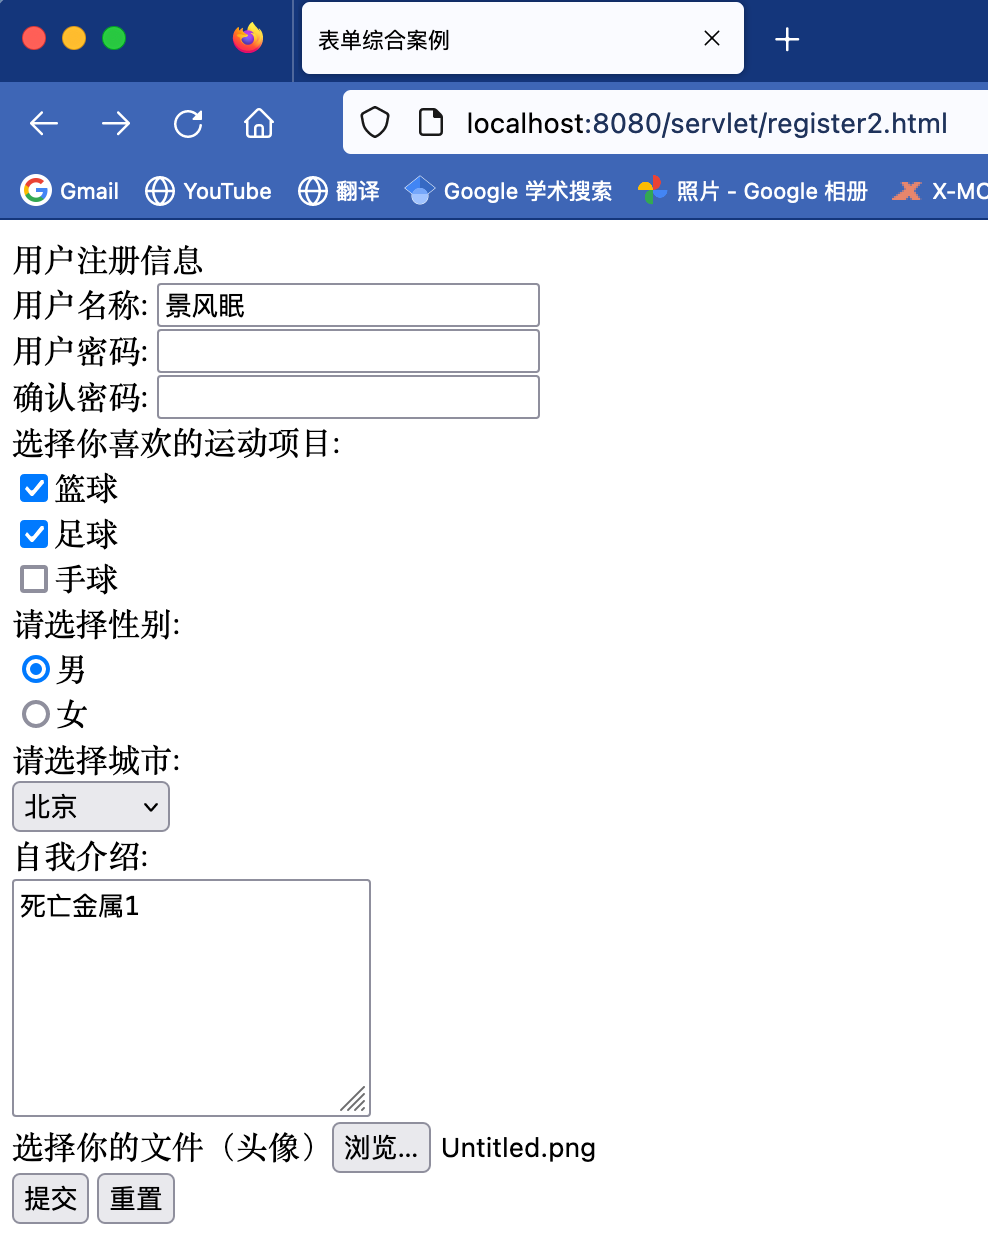 表单综合案例
localhost:8080/servlet/register2.html
Gmail YouTube 翻译 Google 学术搜索 照片 - Google 相册 X-MO
用户注册信息
用户名称: 景风眠
用户密码:
确认密码:
选择你喜欢的运动项目:
篮球
足球
手球
请选择性别:
男
女
请选择城市:
北京
自我介绍:
死亡金属1
选择你的文件（头像） 浏览... Untitled.png
提交 重置